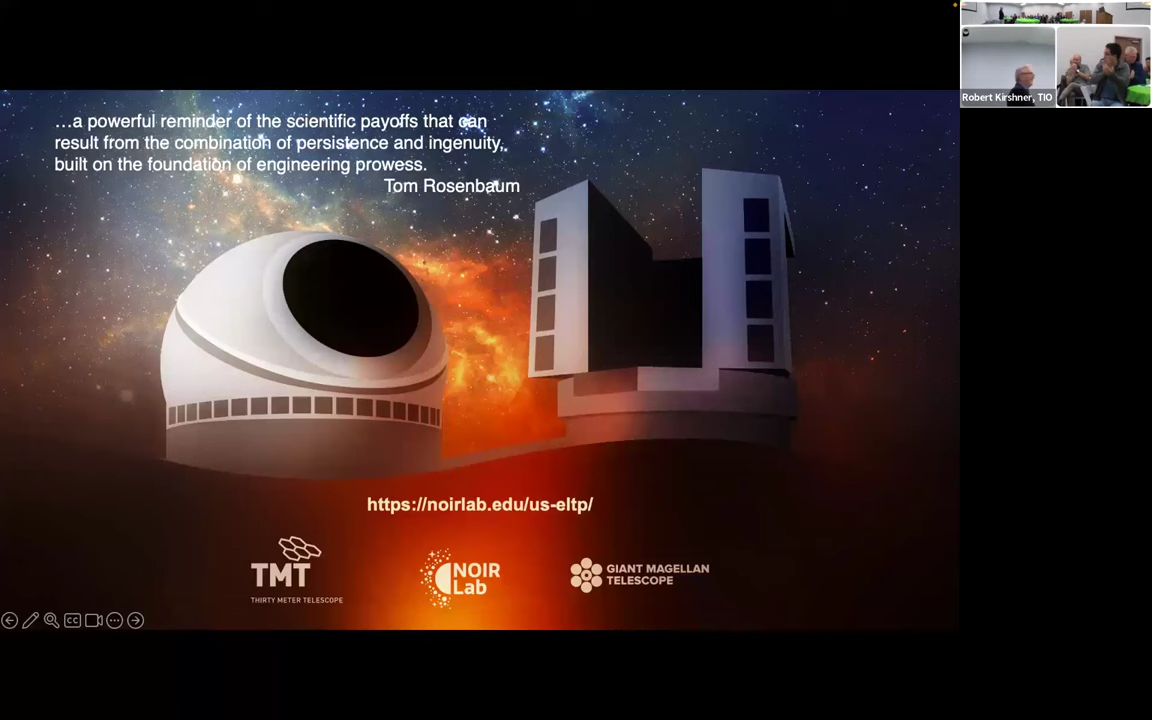 …a powerful reminder of the scientific payoffs that can
result from the combination of persistence and ingenuity,
built on the foundation of engineering prowess.
Tom Rosenbaum
https://noirlab.edu/us-eltp/
TMT
THIRTY METER TELESCOPE
NOIR
Lab
GIANT MAGELLAN
TELESCOPE
CC
Robert Kirshner, TIO